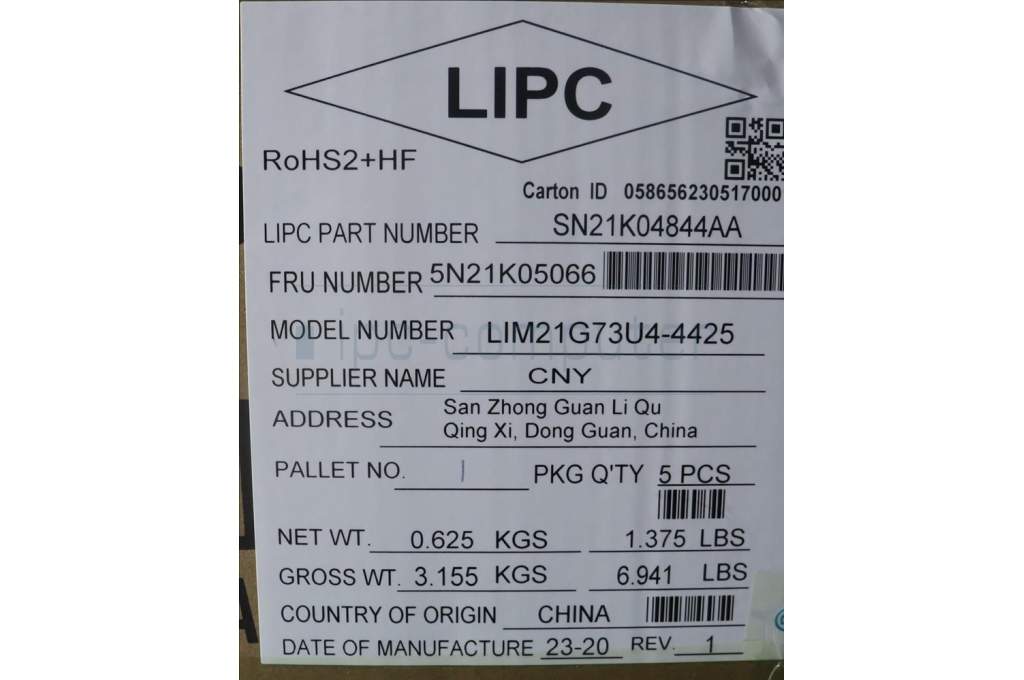 LIPC
RoHS2+HF
Carton ID 058656230517000
LIPC PART NUMBER SN21K04844AA
FRU NUMBER 5N21K05066
MODEL NUMBER LIM21G73U4-4425
ipc-computer
SUPPLIER NAME CNY
ADDRESS San Zhong Guan Li Qu
Qing Xi, Dong Guan, China
PALLET NO. 1 PKG Q'TY 5 PCS
NET WT. 0.625 KGS 1.375 LBS
GROSS WT. 3.155 KGS 6.941 LBS
COUNTRY OF ORIGIN CHINA
DATE OF MANUFACTURE 23-20 REV. 1